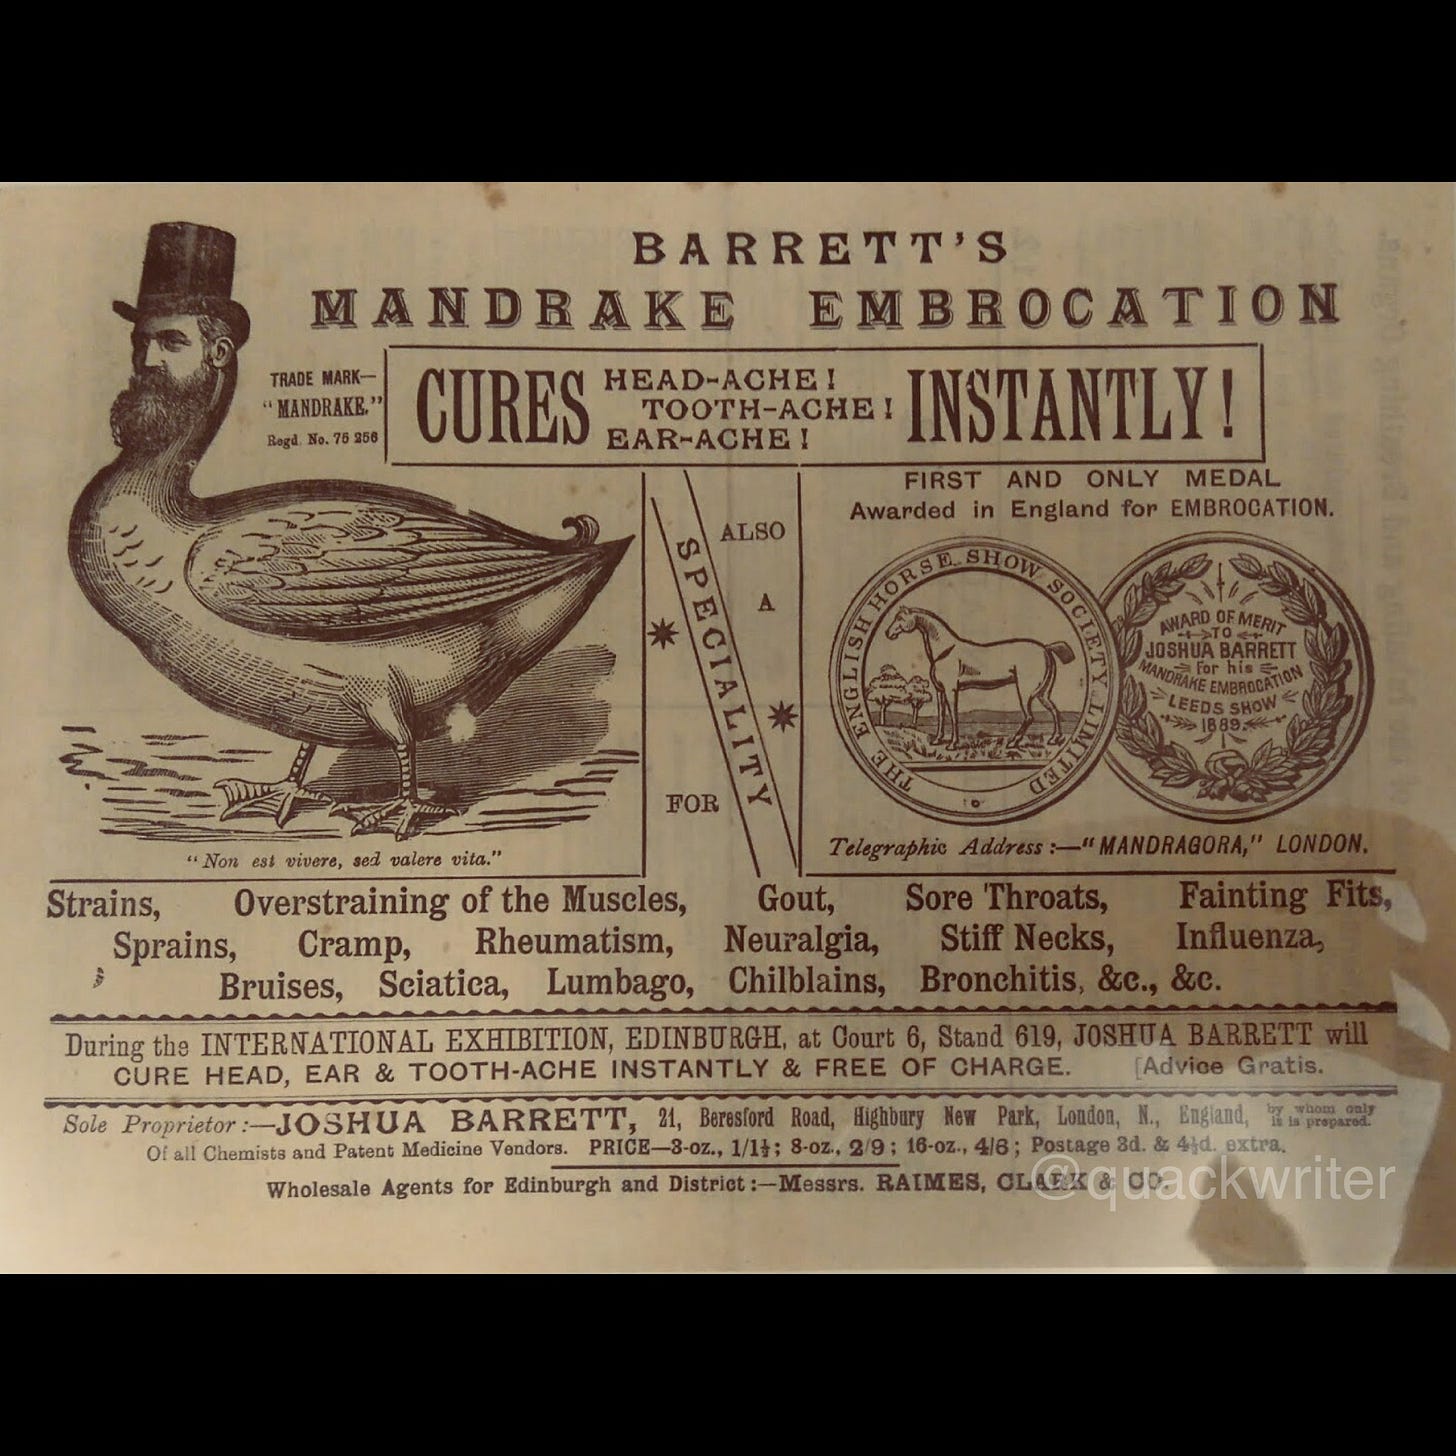 BARRETT'S
MANDRAKE EMBROCATION
TRADE MARK—
"MANDRAKE."
Regd. No. 75 256
CURES HEAD-ACHE! TOOTH-ACHE! EAR-ACHE! INSTANTLY!
"Non est vivere, sed valere vita."
ALSO
A
SPECIALITY
FOR
FIRST AND ONLY MEDAL
Awarded in England for EMBROCATION.
THE ENGLISH HORSE SHOW SOCIETY LIMITED
AWARD OF MERIT
TO
JOSHUA BARRETT
for his
MANDRAKE EMBROCATION
LEEDS SHOW
1889.
Telegraphic Address:—"MANDRAGORA," LONDON.
Strains, Overstraining of the Muscles, Gout, Sore Throats, Fainting Fits,
Sprains, Cramp, Rheumatism, Neuralgia, Stiff Necks, Influenza,
Bruises, Sciatica, Lumbago, Chilblains, Bronchitis, &c., &c.
During the INTERNATIONAL EXHIBITION, EDINBURGH, at Court 6, Stand 619, JOSHUA BARRETT will
CURE HEAD, EAR & TOOTH-ACHE INSTANTLY & FREE OF CHARGE. [Advice Gratis.
Sole Proprietor:—JOSHUA BARRETT, 21, Beresford Road, Highbury New Park, London, N., England, by whom only is is prepared.
Of all Chemists and Patent Medicine Vendors. PRICE—3-oz., 1/1½; 8-oz., 2/9; 16-oz., 4/6; Postage 3d. & 4½d. extra.
Wholesale Agents for Edinburgh and District:—Messrs. RAIMES, CLARK & CO.
@quackwriter